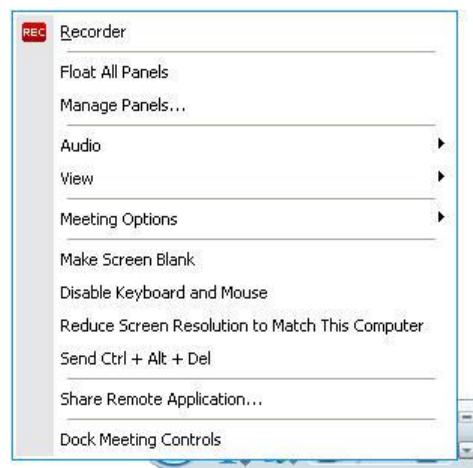 REC Recorder
Float All Panels
Manage Panels...
Audio
View
Meeting Options
Make Screen Blank
Disable Keyboard and Mouse
Reduce Screen Resolution to Match This Computer
Send Ctrl + Alt + Del
Share Remote Application...
Dock Meeting Controls